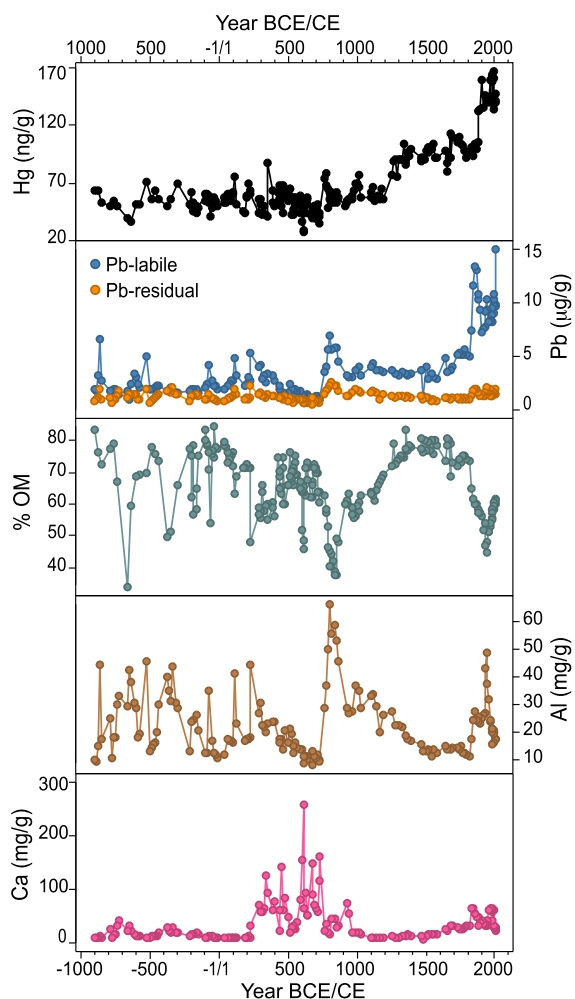 Year BCE/CE
1000 500 -1/1 500 1000 1500 2000
170
120
70
20
Hg (ng/g)
Pb-labile
Pb-residual
15
10
5
0
Pb (µg/g)
80
70
60
50
40
% OM
60
50
40
30
20
10
Al (mg/g)
300
200
100
0
Ca (mg/g)
-1000 -500 -1/1 500 1000 1500 2000
Year BCE/CE